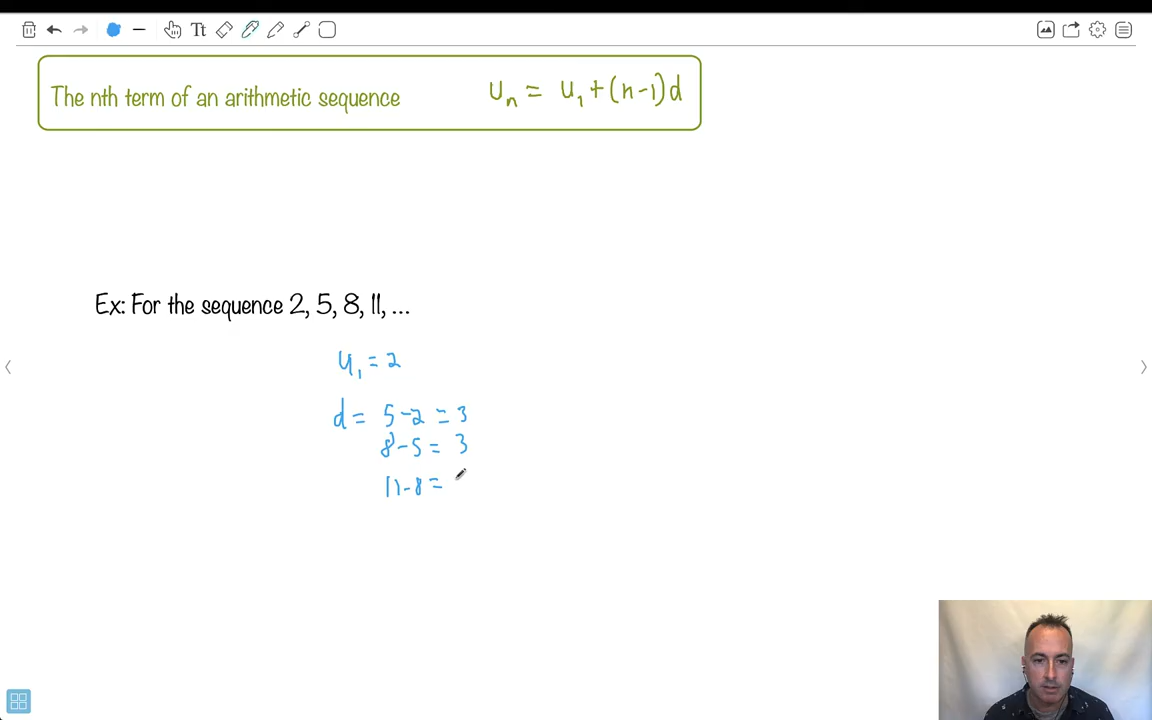 Tt
The nth term of an arithmetic sequence uₙ = u₁ + (n-1)d
Ex: For the sequence 2, 5, 8, 11, ...
u₁ = 2
d = 5-2 = 3
8-5 = 3
11-8 =